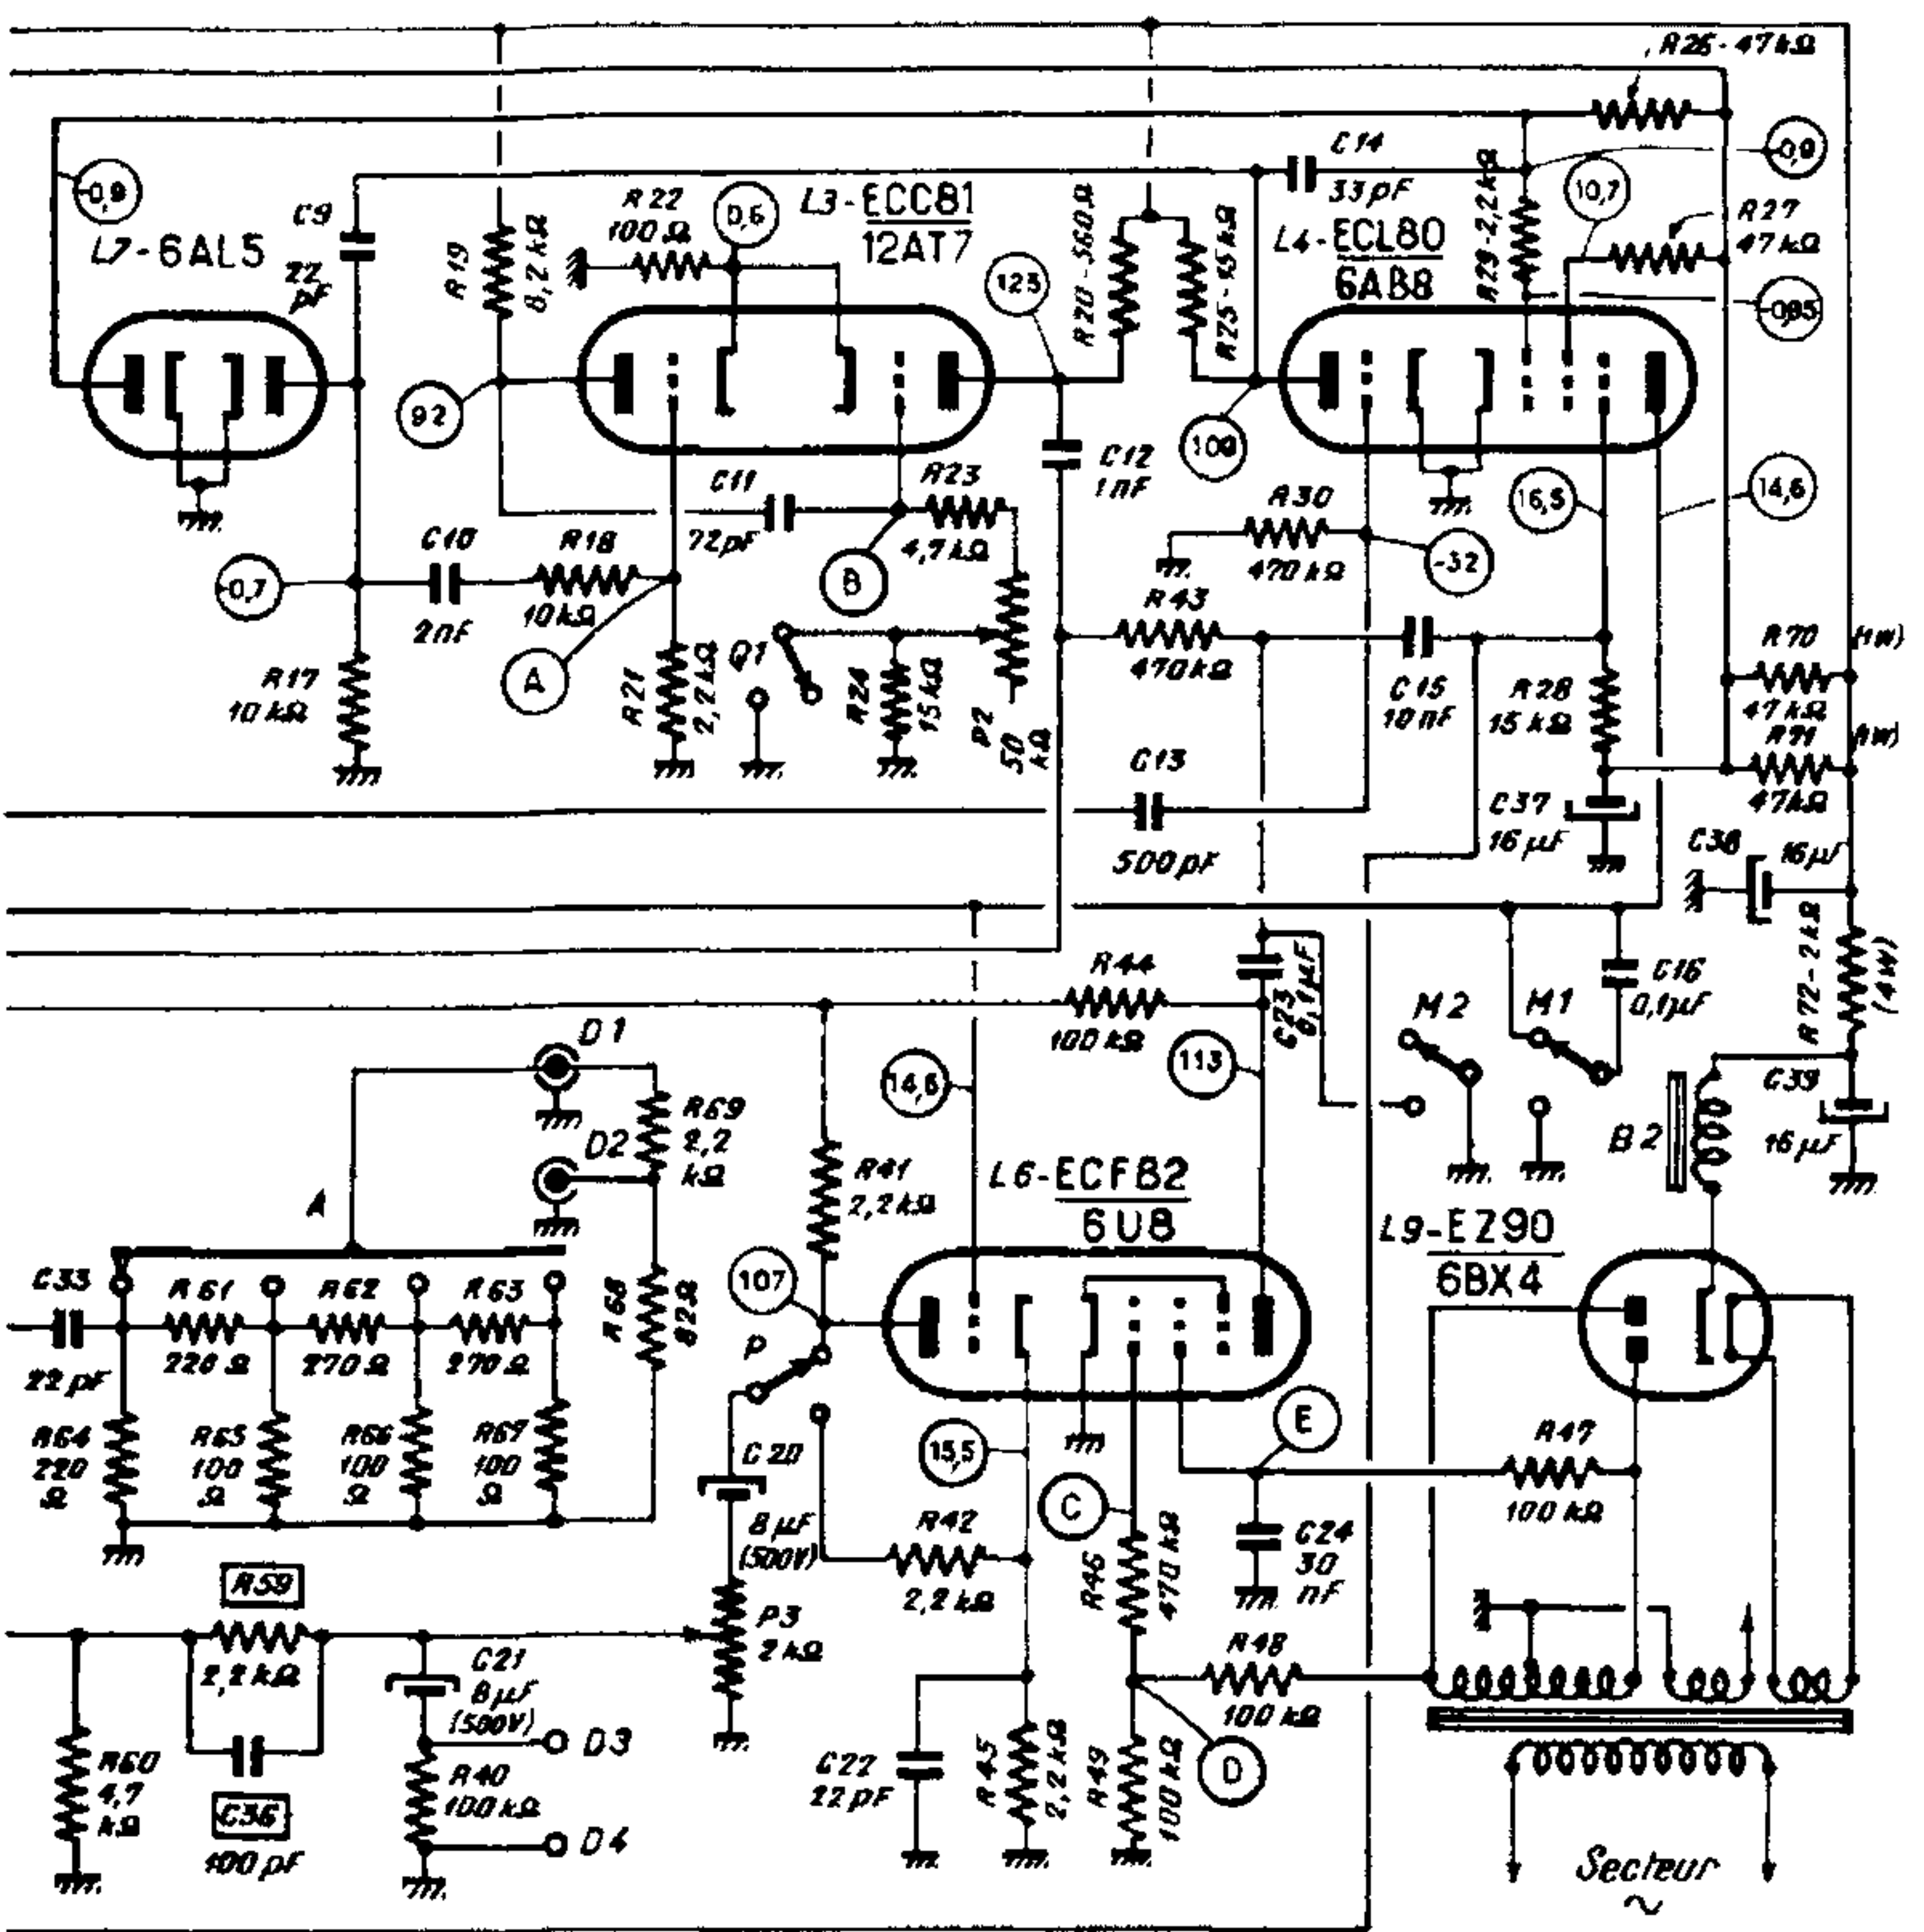 R26-47kΩ
C14
33pF
-0,9
-0,9
10,7
R22
100Ω
0,6
L3-ECC81
12AT7
C9
22
pF
L7-6AL5
R19
8,2kΩ
R20-560Ω
R25-15kΩ
L4-ECL80
6AB8
R29-2,2kΩ
R27
47kΩ
123
92
109
C11
22pF
R23
4,7kΩ
C12
1nF
R30
470kΩ
16,5
14,6
-32
-0,7
C10
2nF
R18
10kΩ
B
A
R17
10kΩ
R21
2,2kΩ
Q1
R24
15kΩ
P2
50
kΩ
R43
470kΩ
C15
10nF
R28
15kΩ
R70
(1W)
47kΩ
R71
(1W)
47kΩ
C13
500pF
C37
16µF
C38
16µF
R44
100kΩ
C23
0,1µF
M2
M1
C16
0,1µF
R72-2kΩ
(4W)
C39
16µF
D1
D2
R69
2,2
kΩ
14,6
113
B2
A
R41
2,2kΩ
L6-ECF82
6U8
L9-EZ90
6BX4
C33
22pF
R61
220Ω
R62
270Ω
R63
270Ω
R68
82Ω
107
P
R64
220
Ω
R65
100
Ω
R66
100
Ω
R67
100
Ω
C20
8µF
(500V)
15,5
E
C
R47
100kΩ
R42
2,2kΩ
R46
470kΩ
C24
30
nF
R59
2,2kΩ
P3
2kΩ
C21
8µF
(500V)
R48
100kΩ
R60
4,7
kΩ
C36
100pF
R40
100kΩ
D3
D4
C22
22pF
R45
2,2kΩ
R49
100kΩ
D
Secteur
~